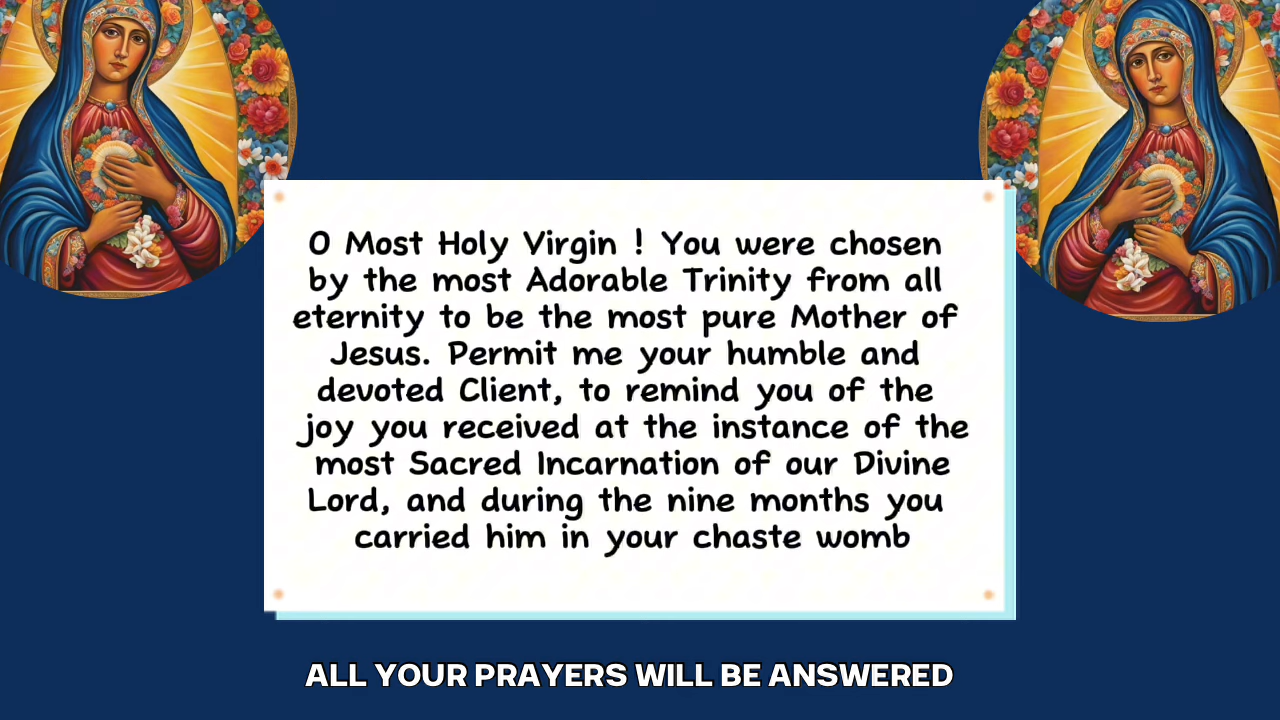 O Most Holy Virgin ! You were chosen
by the most Adorable Trinity from all
eternity to be the most pure Mother of
Jesus. Permit me your humble and
devoted Client, to remind you of the
joy you received at the instance of the
most Sacred Incarnation of our Divine
Lord, and during the nine months you
carried him in your chaste womb
ALL YOUR PRAYERS WILL BE ANSWERED